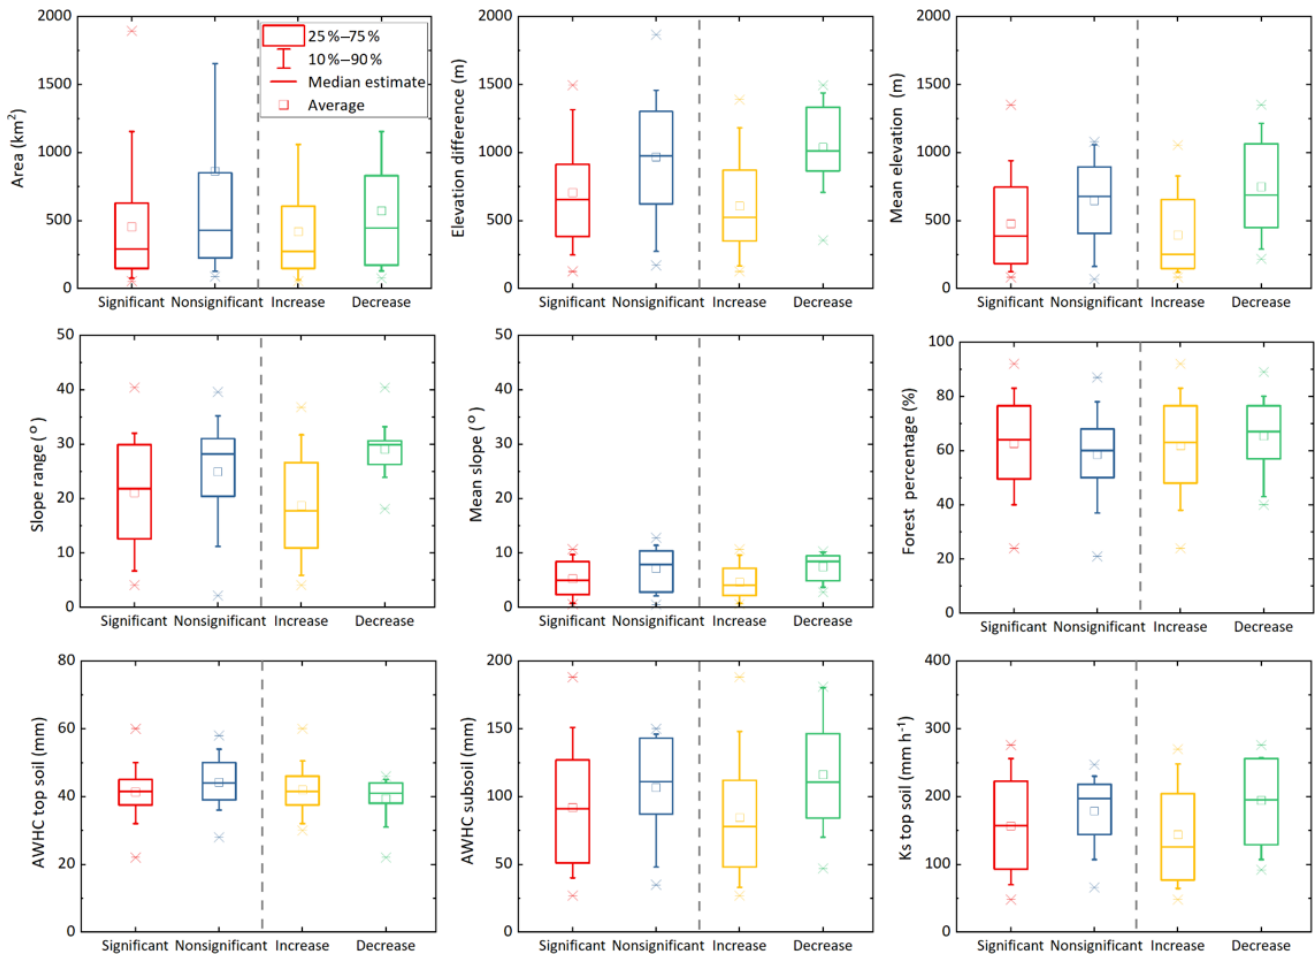 2000
1500
1000
500
0
Area (km²)
25%–75%
10%–90%
Median estimate
Average
Significant Nonsignificant Increase Decrease
2000
1500
1000
500
0
Elevation difference (m)
Significant Nonsignificant Increase Decrease
2000
1500
1000
500
0
Mean elevation (m)
Significant Nonsignificant Increase Decrease
50
40
30
20
10
0
Slope range (°)
Significant Nonsignificant Increase Decrease
50
40
30
20
10
0
Mean slope (°)
Significant Nonsignificant Increase Decrease
100
80
60
40
20
0
Forest percentage (%)
Significant Nonsignificant Increase Decrease
80
60
40
20
0
AWHC top soil (mm)
Significant Nonsignificant Increase Decrease
200
150
100
50
0
AWHC subsoil (mm)
Significant Nonsignificant Increase Decrease
400
300
200
100
0
Ks top soil (mm h⁻¹)
Significant Nonsignificant Increase Decrease